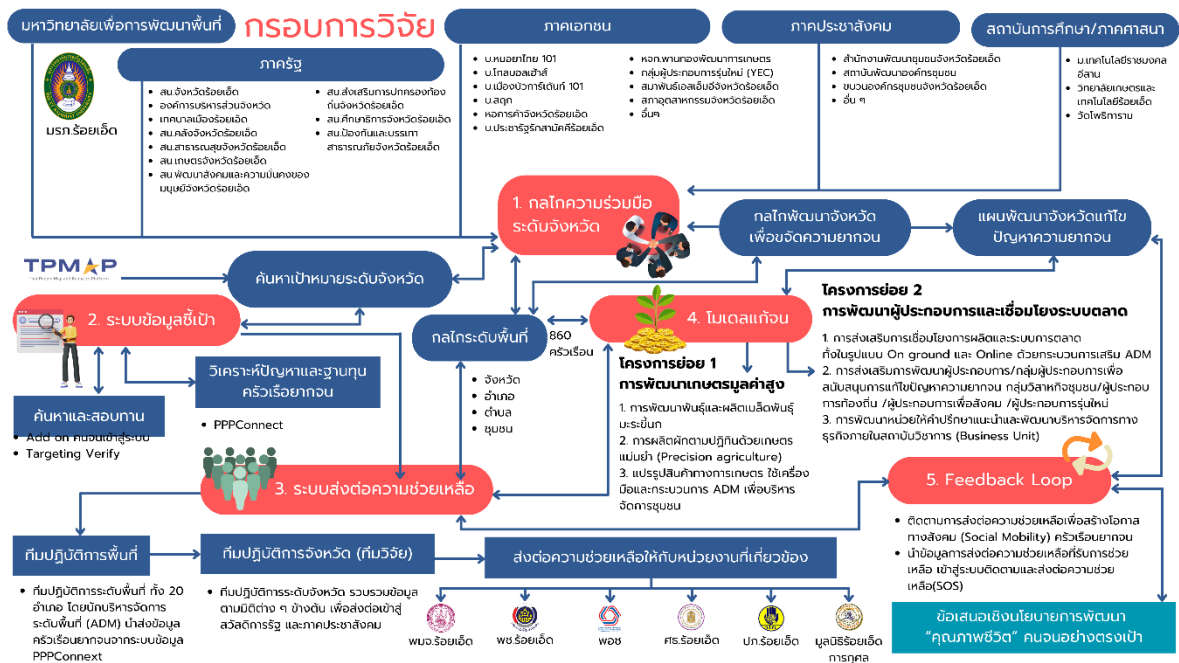 มหาวิทยาลัยเพื่อการพัฒนาพื้นที่
กรอบการวิจัย
ภาคเอกชน
ภาคประชาสังคม
สถาบันการศึกษา/ภาคศาสนา
มรภ.ร้อยเอ็ด
ภาครัฐ
• สน.จังหวัดร้อยเอ็ด
• องค์การบริหารส่วนจังหวัด
• เทศบาลเมืองร้อยเอ็ด
• สน.คลังจังหวัดร้อยเอ็ด
• สน.สาธารณสุขจังหวัดร้อยเอ็ด
• สน เกษตรจังหวัดร้อยเอ็ด
• สน พัฒนาสังคมและความมั่นคงของ
มนุษย์จังหวัดร้อยเอ็ด
• สน.ส่งเสริมการปกครองท้อง
ถิ่นจังหวัดร้อยเอ็ด
• สน.ศึกษาธิการจังหวัดร้อยเอ็ด
• สน.ป้องกันและบรรเทา
สาธารณภัยจังหวัดร้อยเอ็ด
• บ.หมอยาไทย 101
• บ.โกลบอลเฮ้าส์
• บ.เมืองบัวการ์เด้นท์ 101
• บ.สฤก
• หอการค้าจังหวัดร้อยเอ็ด
• บ.ประชารัฐรักสามัคคีร้อยเอ็ด
• หจก.พานทองพัฒนาการเกษตร
• กลุ่มผู้ประกอบการรุ่นใหม่ (YEC)
• สมาพันธ์เอสเอ็มอีจังหวัดร้อยเอ็ด
• สภาอุตสาหกรรมจังหวัดร้อยเอ็ด
• อื่นๆ
• สำนักงานพัฒนาชุมชนจังหวัดร้อยเอ็ด
• สถาบันพัฒนาองค์กรชุมชน
• ขบวนองค์กรชุมชนจังหวัดร้อยเอ็ด
• อื่น ๆ
• ม.เทคโนโลยีราชมงคล
อีสาน
• วิทยาลัยเกษตรและ
เทคโนโลยีร้อยเอ็ด
• วัดโพธิการาม
1. กลไกความร่วมมือ
ระดับจังหวัด
กลไกพัฒนาจังหวัด
เพื่อขจัดความยากจน
แผนพัฒนาจังหวัดแก้ไข
ปัญหาความยากจน
TPMAP
ค้นหาเป้าหมายระดับจังหวัด
2. ระบบข้อมูลชี้เป้า
กลไกระดับพื้นที่
860
ครัวเรือน
4. โมเดลแก้จน
• จังหวัด
• อำเภอ
• ตำบล
• ชุมชน
วิเคราะห์ปัญหาและฐานทุน
ครัวเรือยากจน
• PPPConnect
ค้นหาและสอบทาน
• Add on คนจนเข้าสู่ระบบ
• Targeting Verify
โครงการย่อย 1
การพัฒนาเกษตรมูลค่าสูง
1. การพัฒนาพันธุ์และผลิตเมล็ดพันธุ์
มะระขี้นก
2. การผลิตผักตามปฏิทินด้วยเกษตร
แม่นยำ (Precision agriculture)
3. แปรรูปสินค้าทางการเกษตร ใช้เครื่อง
มือและกระบวนการ ADM เพื่อบริหาร
จัดการชุมชน
โครงการย่อย 2
การพัฒนาผู้ประกอบการและเชื่อมโยงระบบตลาด
1. การส่งเสริมการเชื่อมโยงการผลิตและระบบการตลาด
ทั้งในรูปแบบ On ground และ Online ด้วยกระบวนการเสริม ADM
2. การส่งเสริมการพัฒนาผู้ประกอบการ/กลุ่มผู้ประกอบการเพื่อ
สนับสนุนการแก้ไขปัญหาความยากจน กลุ่มวิสาหกิจชุมชน/ผู้ประกอบ
การท้องถิ่น /ผู้ประกอบการเพื่อสังคม /ผู้ประกอบการรุ่นใหม่
3. การพัฒนาหน่วยให้คำปรึกษาแนะนำและพัฒนาบริหารจัดการทาง
ธุรกิจภายในสถาบันวิชาการ (Business Unit)
3. ระบบส่งต่อความช่วยเหลือ
5. Feedback Loop
• ติดตามการส่งต่อความช่วยเหลือเพื่อสร้างโอกาส
ทางสังคม (Social Mobility) ครัวเรือนยากจน
• นำข้อมูลการส่งต่อความช่วยเหลือที่รับการช่วย
เหลือ เข้าสู่ระบบติดตามและส่งต่อความช่วย
เหลือ(SOS)
ทีมปฏิบัติการพื้นที่
ทีมปฏิบัติการจังหวัด (ทีมวิจัย)
ส่งต่อความช่วยเหลือให้กับหน่วยงานที่เกี่ยวข้อง
• ทีมปฏิบัติการระดับพื้นที่ ทั้ง 20
อำเภอ โดยนักบริหารจัดการ
ระดับพื้นที่ (ADM) นำส่งข้อมูล
ครัวเรือนยากจนจากระบบข้อมูล
PPPConnext
• ทีมปฏิบัติการระดับจังหวัด รวบรวมข้อมูล
ตามมิติต่าง ๆ ข้างต้น เพื่อส่งต่อเข้าสู่
สวัสดิการรัฐ และภาคประชาสังคม
พมจ.ร้อยเอ็ด
พช.ร้อยเอ็ด
พอช
ศธ.ร้อยเอ็ด
ปภ.ร้อยเอ็ด
มูลนิธิร้อยเอ็ด
การกุศล
ข้อเสนอเชิงนโยบายการพัฒนา
“คุณภาพชีวิต” คนจนอย่างตรงเป้า